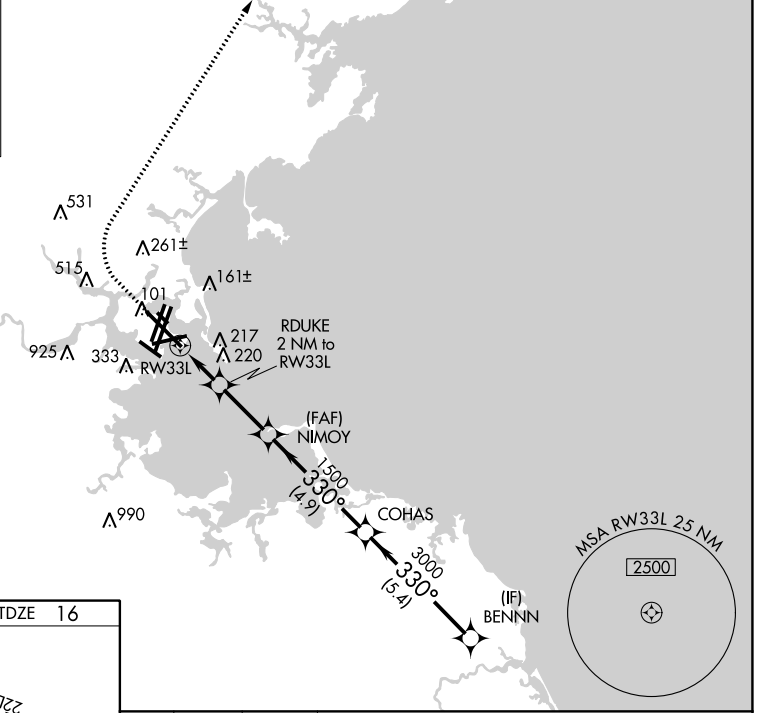 531
261±
515
161±
101
217
220
925
333
RW33L
RDUKE
2 NM to
RW33L
(FAF)
NIMOY
1500
330°
(4.9)
COHAS
990
3000
330°
(5.4)
(IF)
BENNN
MSA RW33L 25 NM
2500
TDZE 16